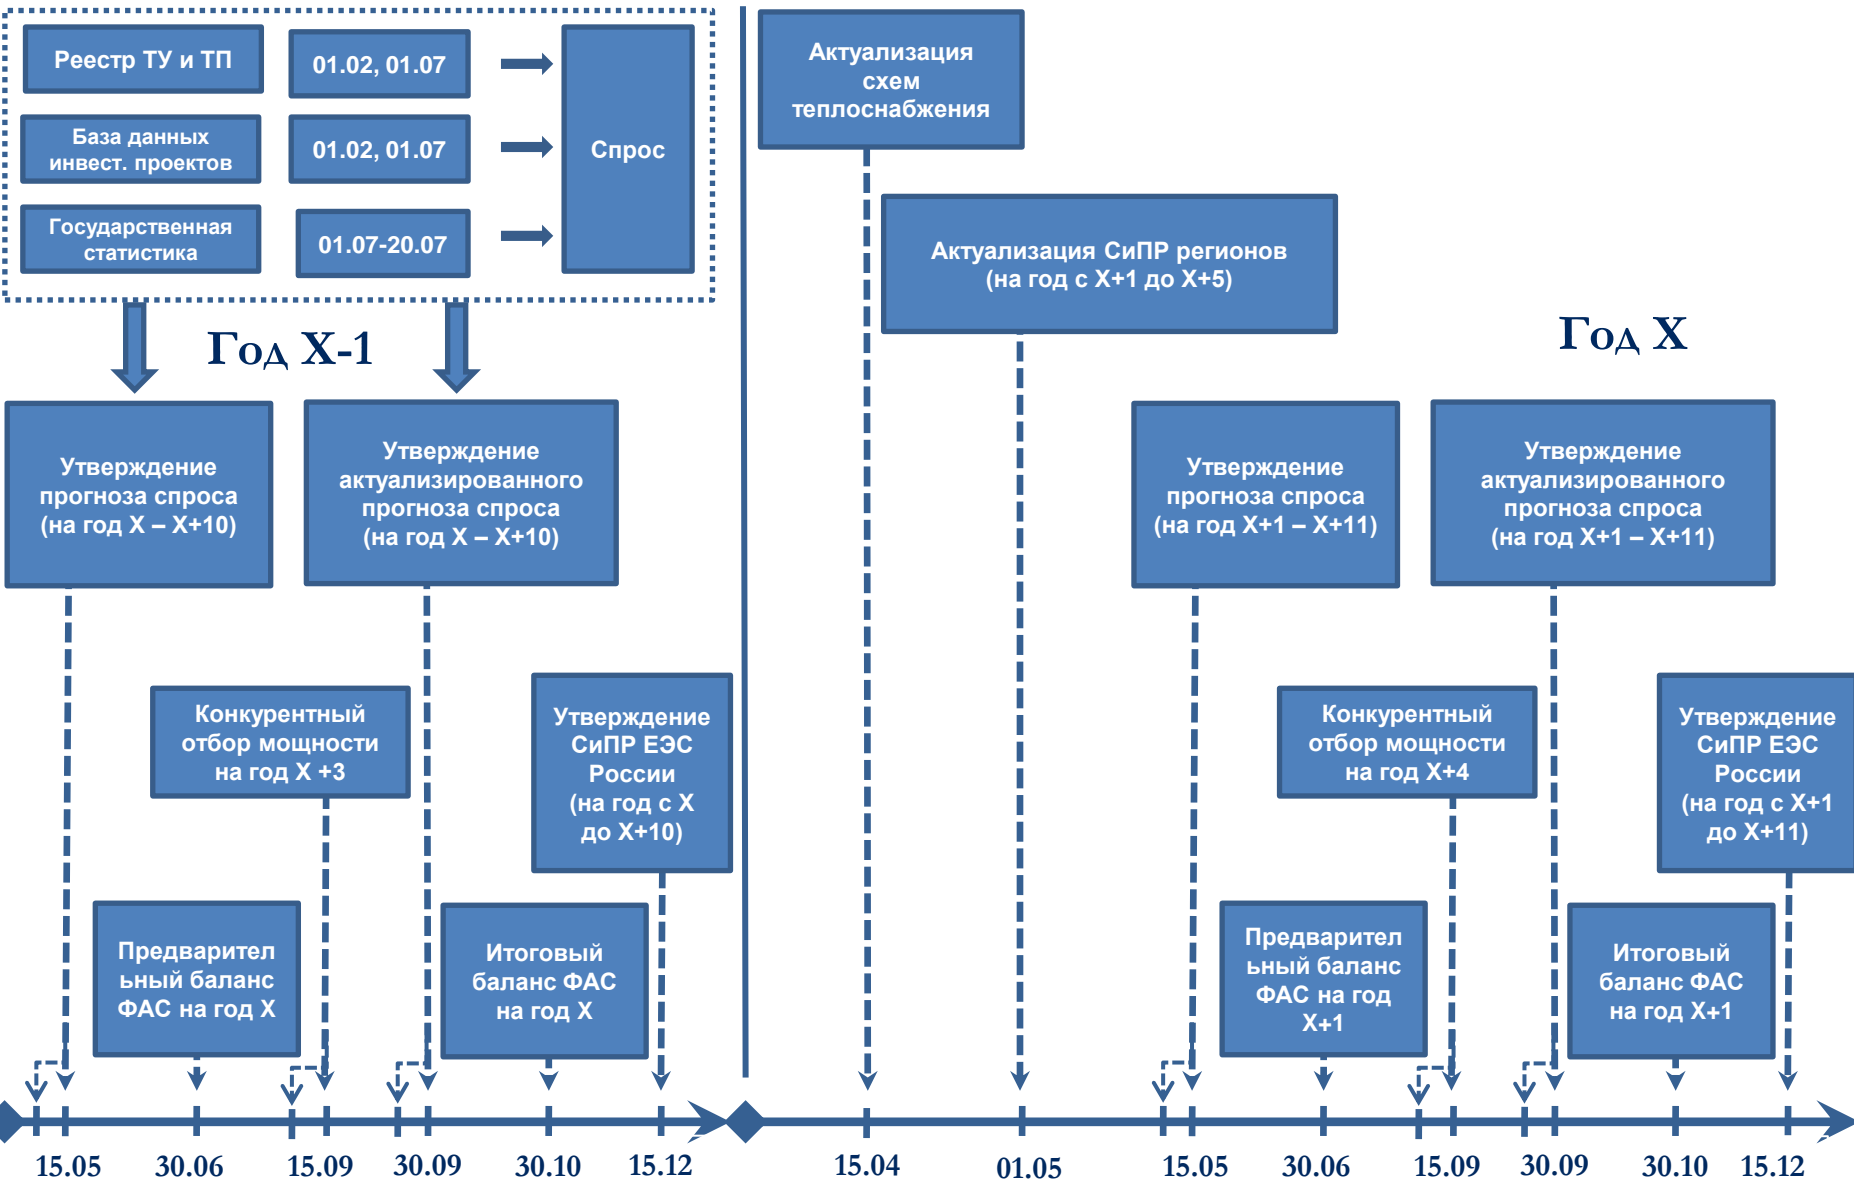 Реестр ТУ и ТП
01.02, 01.07
База данных
инвест. проектов
01.02, 01.07
Государственная
статистика
01.07-20.07
Спрос
Год X-1
Утверждение
прогноза спроса
(на год X – X+10)
Утверждение
актуализированного
прогноза спроса
(на год X – X+10)
Конкурентный
отбор мощности
на год X +3
Утверждение
СиПР ЕЭС
России
(на год с X
до X+10)
Предварител
ьный баланс
ФАС на год X
Итоговый
баланс ФАС
на год X
15.05
30.06
15.09
30.09
30.10
15.12
Актуализация
схем
теплоснабжения
Актуализация СиПР регионов
(на год с X+1 до X+5)
Год X
Утверждение
прогноза спроса
(на год X+1 – X+11)
Утверждение
актуализированного
прогноза спроса
(на год X+1 – X+11)
Конкурентный
отбор мощности
на год X+4
Утверждение
СиПР ЕЭС
России
(на год с X+1
до X+11)
Предварител
ьный баланс
ФАС на год
X+1
Итоговый
баланс ФАС
на год X+1
15.04
01.05
15.05
30.06
15.09
30.09
30.10
15.12